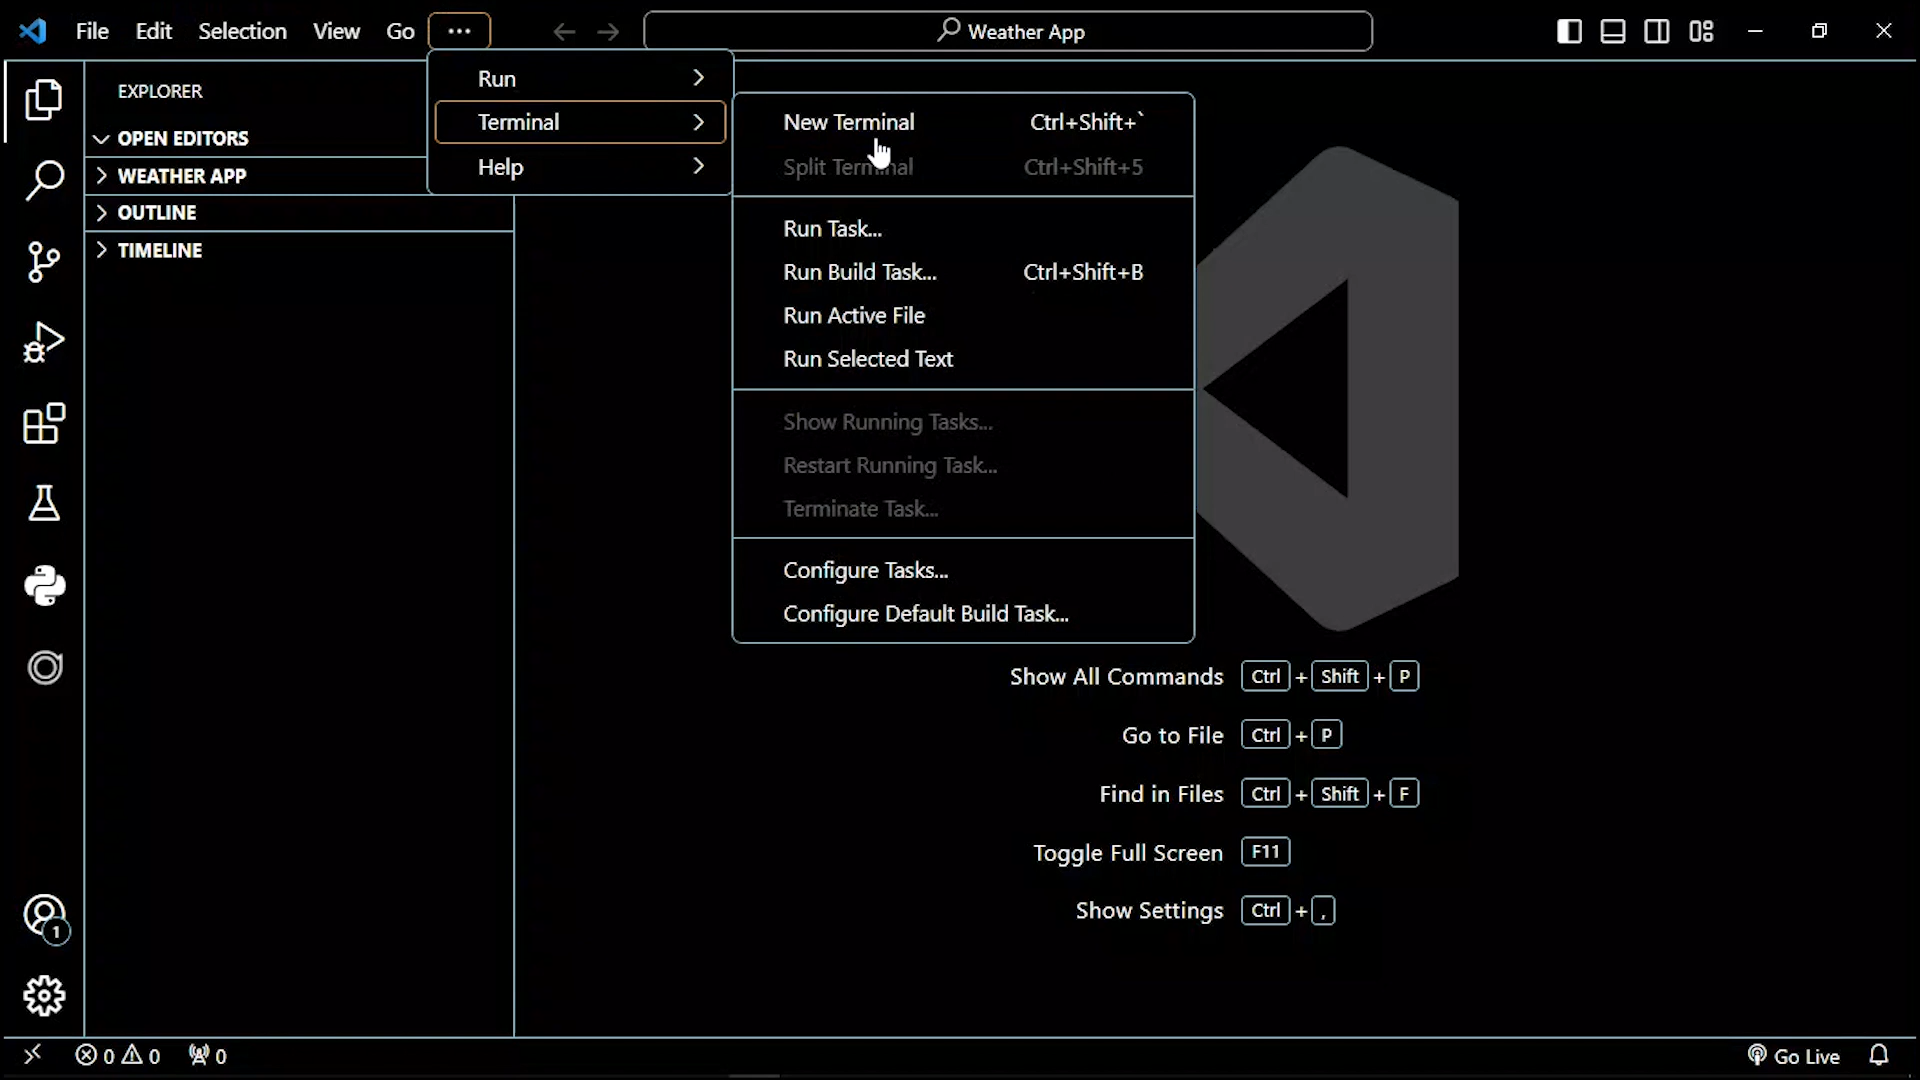 File Edit Selection View Go ...
Weather App
EXPLORER
OPEN EDITORS
WEATHER APP
OUTLINE
TIMELINE
Run
Terminal
Help
New Terminal Ctrl+Shift+`
Split Terminal Ctrl+Shift+5
Run Task...
Run Build Task... Ctrl+Shift+B
Run Active File
Run Selected Text
Show Running Tasks...
Restart Running Task...
Terminate Task...
Configure Tasks...
Configure Default Build Task...
Show All Commands Ctrl + Shift + P
Go to File Ctrl + P
Find in Files Ctrl + Shift + F
Toggle Full Screen F11
Show Settings Ctrl + ,
1
0 0 0
Go Live